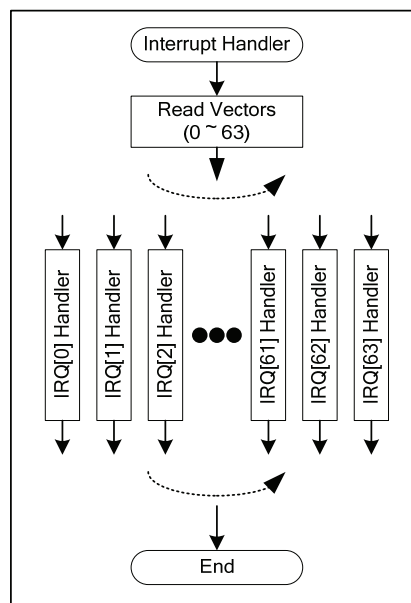 Interrupt Handler
Read Vectors
(0 ~ 63)
IRQ[0] Handler
IRQ[1] Handler
IRQ[2] Handler
IRQ[61] Handler
IRQ[62] Handler
IRQ[63] Handler
End